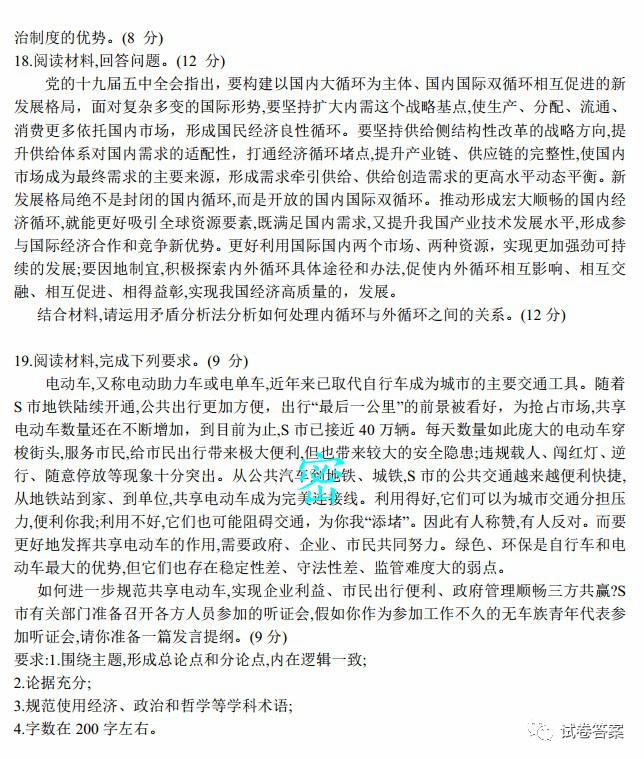 治制度的优势。(8 分)
18.阅读材料,回答问题。(12 分)
党的十九届五中全会指出,要构建以国内大循环为主体、国内国际双循环相互促进的新
发展格局，面对复杂多变的国际形势,要坚持扩大内需这个战略基点,使生产、分配、流通、
消费更多依托国内市场，形成国民经济良性循环。要坚持供给侧结构性改革的战略方向,提
升供给体系对国内需求的适配性，打通经济循环堵点,提升产业链、供应链的完整性,使国内
市场成为最终需求的主要来源，形成需求牵引供给、供给创造需求的更高水平动态平衡。新
发展格局绝不是封闭的国内循环,而是开放的国内国际双循环。推动形成宏大顺畅的国内经
济循环,就能更好吸引全球资源要素,既满足国内需求,又提升我国产业技术发展水平,形成参
与国际经济合作和竞争新优势。更好利用国际国内两个市场、两种资源，实现更加强劲可持
续的发展;要因地制宜,积极探索内外循环具体途径和办法,促使内外循环相互影响、相互交
融、相互促进、相得益彰,实现我国经济高质量的，发展。
结合材料,请运用矛盾分析法分析如何处理内循环与外循环之间的关系。(12 分)
19.阅读材料,完成下列要求。(9 分)
电动车,又称电动助力车或电单车,近年来已取代自行车成为城市的主要交通工具。随着
S 市地铁陆续开通,公共出行更加方便，出行“最后一公里”的前景被看好，为抢占市场,共享
电动车数量还在不断增加，到目前为止,S 市已接近 40 万辆。每天数量如此庞大的电动车穿
梭街头,服务市民,给市民出行带来极大便利,但也带来较大的安全隐患;违规载人、闯红灯、逆
行、随意停放等现象十分突出。从公共汽车到地铁、城铁,S 市的公共交通越来越便利快捷,
从地铁站到家、到单位,共享电动车成为完美连接线。利用得好,它们可以为城市交通分担压
力,便利你我;利用不好,它们也可能阻碍交通，为你我“添堵”。因此有人称赞,有人反对。而要
更好地发挥共享电动车的作用,需要政府、企业、市民共同努力。绿色、环保是自行车和电
动车最大的优势,但它们也存在稳定性差、守法性差、监管难度大的弱点。
如何进一步规范共享电动车,实现企业利益、市民出行便利、政府管理顺畅三方共赢?S
市有关部门准备召开各方人员参加的听证会,假如你作为参加工作不久的无车族青年代表参
加听证会,请你准备一篇发言提纲。(9 分)
要求:1.围绕主题,形成总论点和分论点,内在逻辑一致;
2.论据充分;
3.规范使用经济、政治和哲学等学科术语;
4.字数在 200 字左右。
密
试卷答案